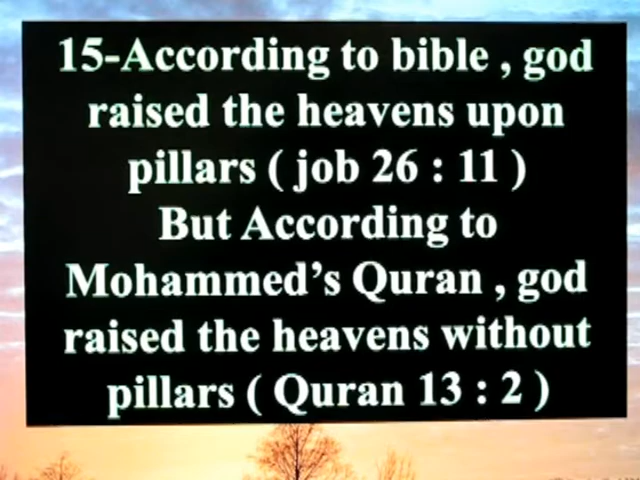 15-According to bible , god
raised the heavens upon
pillars ( job 26 : 11 )
But According to
Mohammed’s Quran , god
raised the heavens without
pillars ( Quran 13 : 2 )